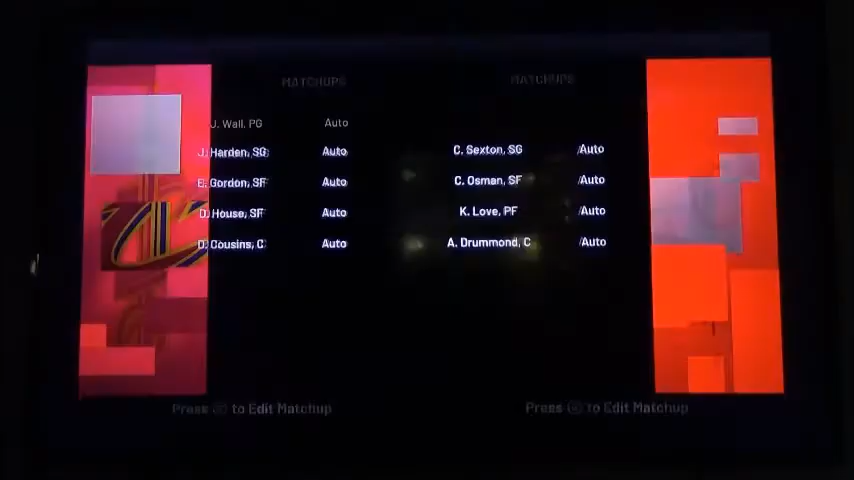 MATCHUPS
J. Wall, PG Auto
J. Harden, SG Auto
E. Gordon, SF Auto
D. House, SF Auto
D. Cousins, C Auto
Press to Edit Matchup
MATCHUPS
C. Sexton, SG Auto
C. Osman, SF Auto
K. Love, PF Auto
A. Drummond, C Auto
Press to Edit Matchup